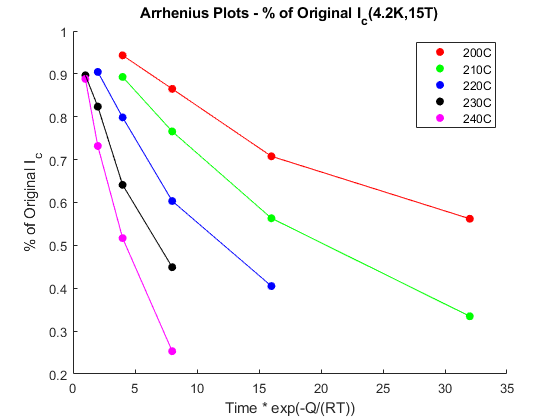 Arrhenius Plots - % of Original I_c(4.2K,15T)
1
0.9
0.8
0.7
0.6
0.5
0.4
0.3
0.2
% of Original I_c
200C
210C
220C
230C
240C
0 5 10 15 20 25 30 35
Time * exp(-Q/(RT))